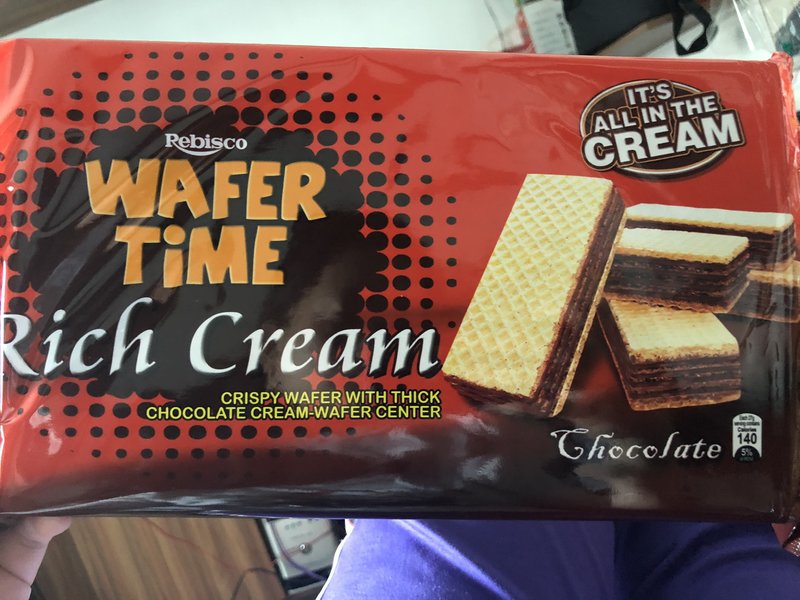 Rebisco
WAFER
TiME
Rich Cream
CRISPY WAFER WITH THICK
CHOCOLATE CREAM-WAFER CENTER
IT'S
ALL IN THE
CREAM
Chocolate
Calories
140
5%